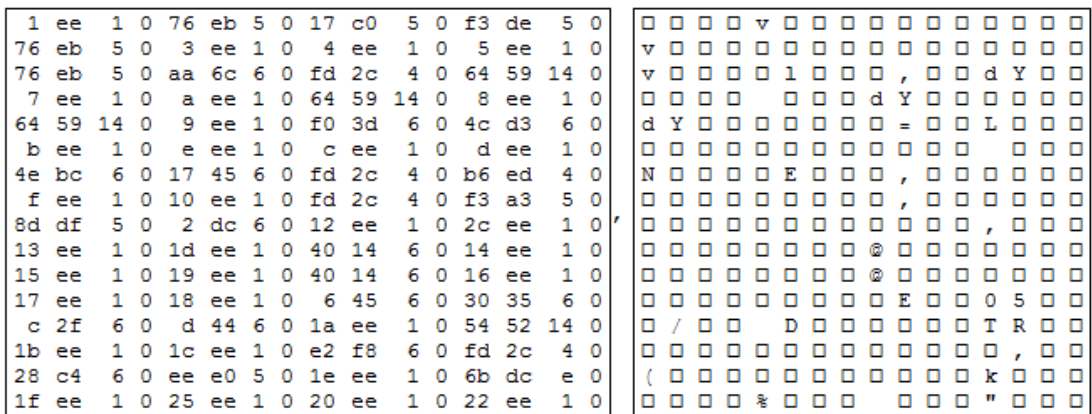 1 ee 1 0 76 eb 5 0 17 c0 5 0 f3 de 5 0 □ □ □ □ v □ □ □ □ □ □ □ □ □ □ □
76 eb 5 0 3 ee 1 0 4 ee 1 0 5 ee 1 0 v □ □ □ □ □ □ □ □ □ □ □ □ □ □ □
76 eb 5 0 aa 6c 6 0 fd 2c 4 0 64 59 14 0 v □ □ □ □ l □ □ □ , □ □ d Y □ □
7 ee 1 0 a ee 1 0 64 59 14 0 8 ee 1 0 □ □ □ □   □ □ □ d Y □ □ □ □ □ □
64 59 14 0 9 ee 1 0 f0 3d 6 0 4c d3 6 0 d Y □ □ □ □ □ □ □ = □ □ L □ □ □
b ee 1 0 e ee 1 0 c ee 1 0 d ee 1 0 □ □ □ □ □ □ □ □ □ □ □ □   □ □ □
4e bc 6 0 17 45 6 0 fd 2c 4 0 b6 ed 4 0 N □ □ □ □ E □ □ □ , □ □ □ □ □ □
f ee 1 0 10 ee 1 0 fd 2c 4 0 f3 a3 5 0 □ □ □ □ □ □ □ □ □ , □ □ □ □ □ □
8d df 5 0 2 dc 6 0 12 ee 1 0 2c ee 1 0 , □ □ □ □ □ □ □ □ □ □ □ □ , □ □ □
13 ee 1 0 1d ee 1 0 40 14 6 0 14 ee 1 0 □ □ □ □ □ □ □ □ @ □ □ □ □ □ □ □
15 ee 1 0 19 ee 1 0 40 14 6 0 16 ee 1 0 □ □ □ □ □ □ □ □ @ □ □ □ □ □ □ □
17 ee 1 0 18 ee 1 0 6 45 6 0 30 35 6 0 □ □ □ □ □ □ □ □ □ E □ □ 0 5 □ □
c 2f 6 0 d 44 6 0 1a ee 1 0 54 52 14 0 □ / □ □   D □ □ □ □ □ □ T R □ □
1b ee 1 0 1c ee 1 0 e2 f8 6 0 fd 2c 4 0 □ □ □ □ □ □ □ □ □ □ □ □ □ , □ □
28 c4 6 0 ee e0 5 0 1e ee 1 0 6b dc e 0 ( □ □ □ □ □ □ □ □ □ □ □ k □ □ □
1f ee 1 0 25 ee 1 0 20 ee 1 0 22 ee 1 0 □ □ □ □ % □ □ □   □ □ □ " □ □ □